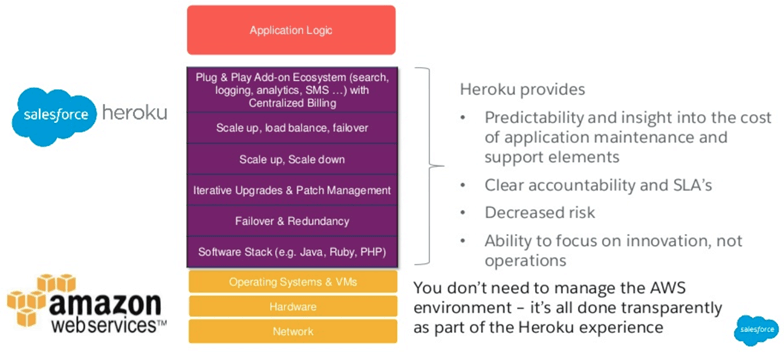 Application Logic
Plug & Play Add-on Ecosystem (search,
logging, analytics, SMS ...) with
Centralized Billing
Scale up, load balance, failover
Scale up, Scale down
Iterative Upgrades & Patch Management
Failover & Redundancy
Software Stack (e.g. Java, Ruby, PHP)
Operating Systems & VMs
Hardware
Network
salesforce heroku
amazon
webservices™
Heroku provides
• Predictability and insight into the cost
of application maintenance and
support elements
• Clear accountability and SLA's
• Decreased risk
• Ability to focus on innovation, not
operations
You don't need to manage the AWS
environment – it's all done transparently
as part of the Heroku experience
salesforce